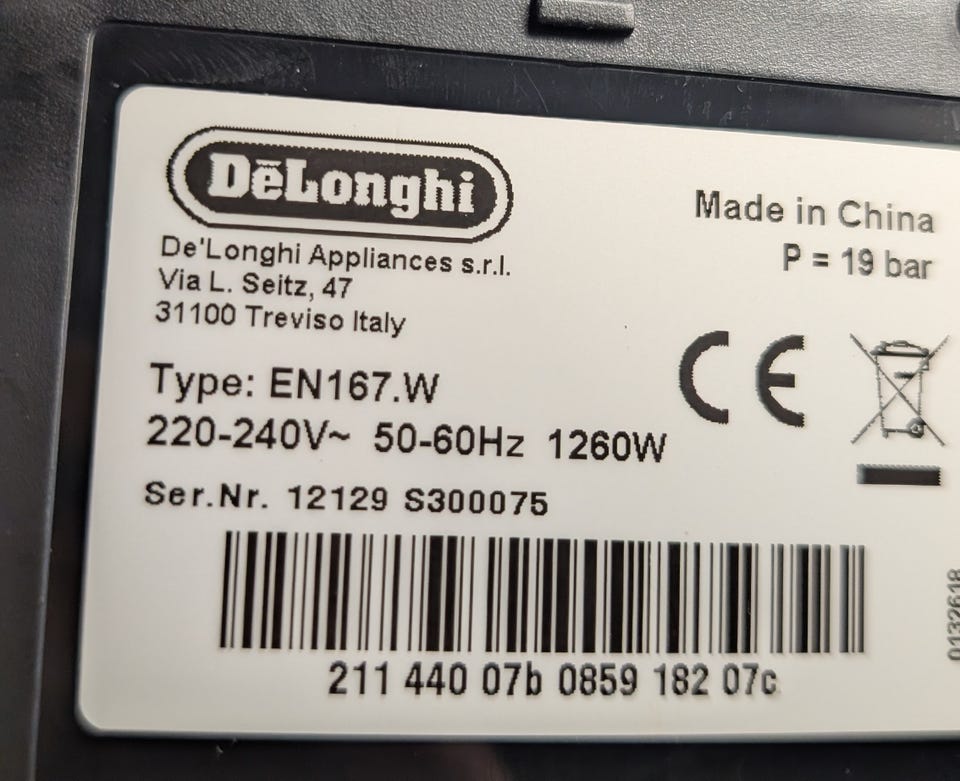 DēLonghi
De'Longhi Appliances s.r.l.
Via L. Seitz, 47
31100 Treviso Italy
Made in China
P = 19 bar
CE
Type: EN167.W
220-240V~ 50-60Hz 1260W
Ser.Nr. 12129 S300075
211 440 07b 0859 182 07c
0132618